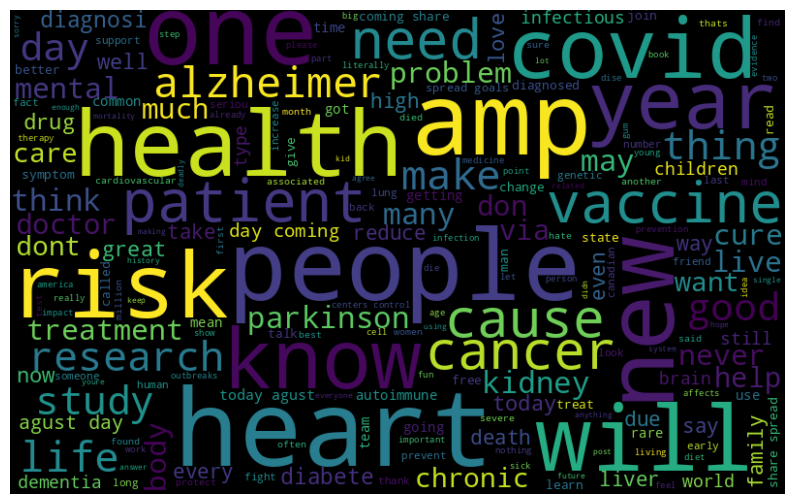 sorry
diagnosi
support
big
step
coming share
please
part
time
one
infectious
join
love
need
covid
thats
sure
lot
book
find
evidence
two
day
well
better
mental
fact
enough
therapy
common
mortality
literally
alzheimer
problem
spread goals
diagnosed
dise
year
much
seriou
got
month
already
high
died
amp
drug
care
health
type
increase
give
kid
medicine
gum
number
read
thing
children
symptom
cardiovascular
deadly
associated
agree
lung
make
may
point
genetic
change
young
another
last
mind
related
think
patient
back
getting
vaccine
doctor
take
making
first
day coming
reduce
many
don
via
infection
hate
state
prevention
way
cure
dont
great
called
history
million
risk
people
die
let
man
person
even
canadian
friend
want
live
idea
single
america
really
keep
test
impact
centers control
didn
new
good
treatment
mean
show
parkinson
cause
said
hope
still
never
talk
best
cell
women
using
age
know
look
system
research
now
someone
youre
human
outbreaks
fun
free
cancer
kidney
brain
help
today agust
everyone
autoimmune
today
treat
affects
use
study
heart
will
agust day
body
team
important
severe
anything
due
rare
say
early
diet
family
share spread
life
found
work
often
going
prevent
death
nothing
post
living
every
fight
diabete
chronic
sick
future
liver
feel
world
dementia
long
answer
protect
thank
learn